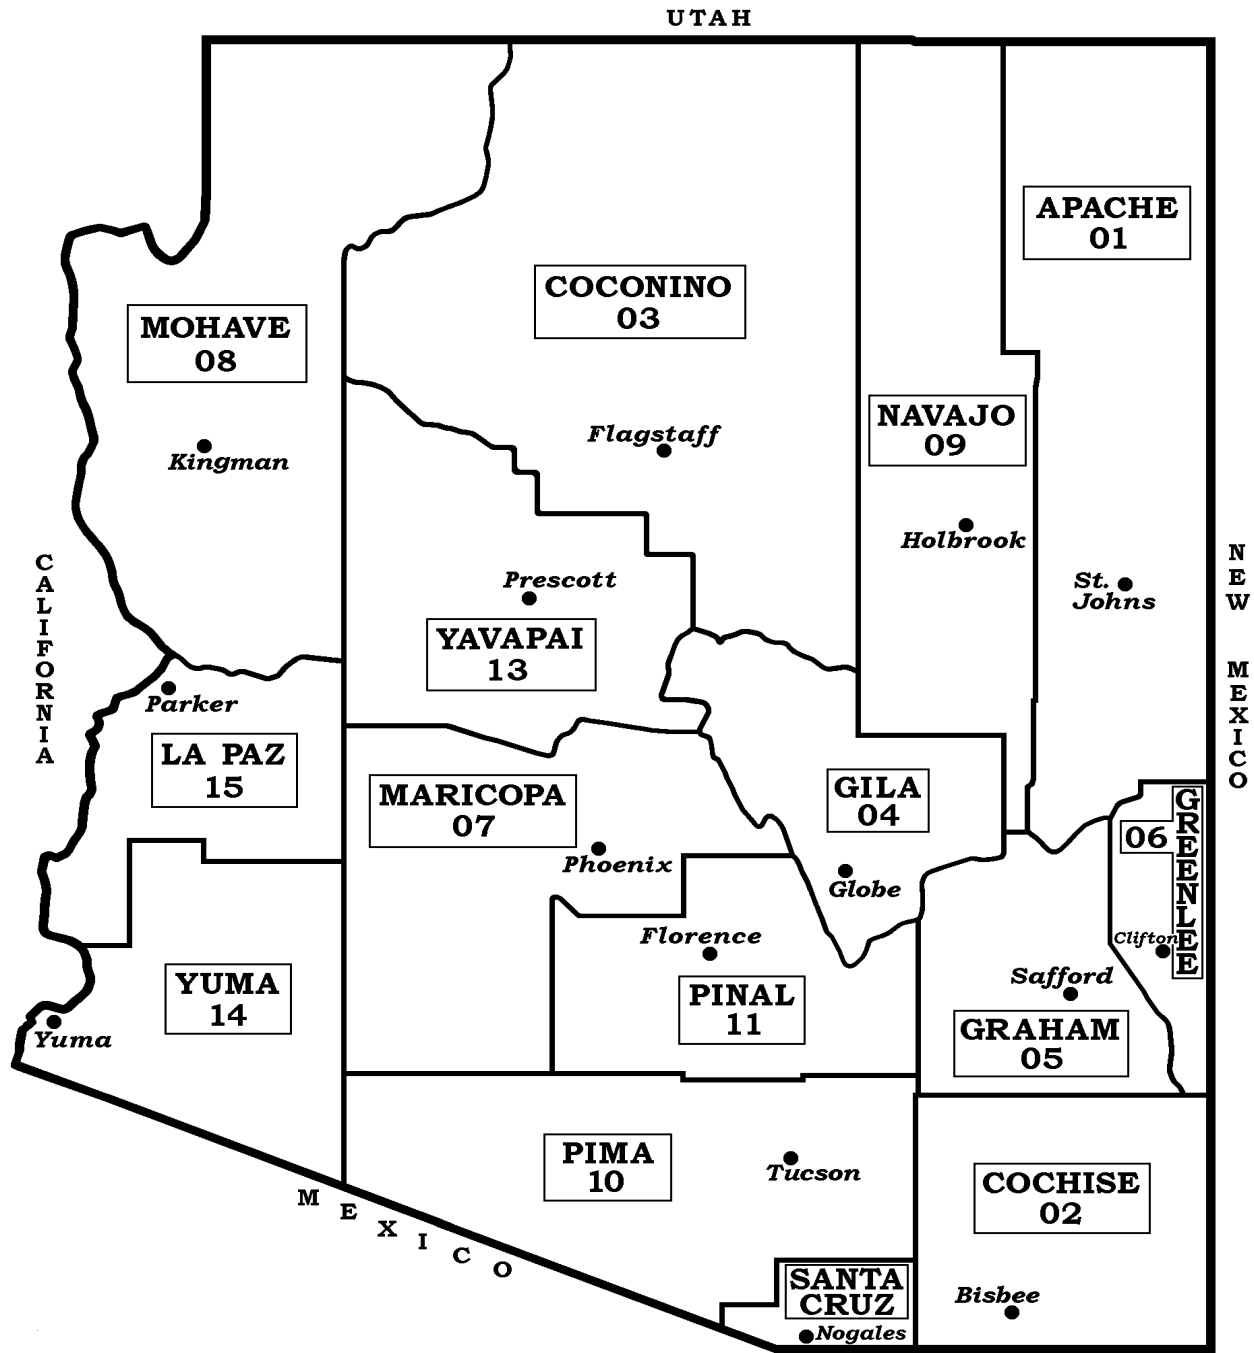 UTAH
APACHE
01
COCONINO
03
MOHAVE
08
NAVAJO
09
Flagstaff
Kingman
Holbrook
CALIFORNIA
NEW MEXICO
Prescott
St.
Johns
YAVAPAI
13
Parker
LA PAZ
15
MARICOPA
07
GILA
04
GREENLEE
06
Phoenix
Globe
Florence
Clifton
YUMA
14
PINAL
11
Safford
GRAHAM
05
Yuma
PIMA
10
Tucson
COCHISE
02
MEXICO
SANTA
CRUZ
Bisbee
Nogales